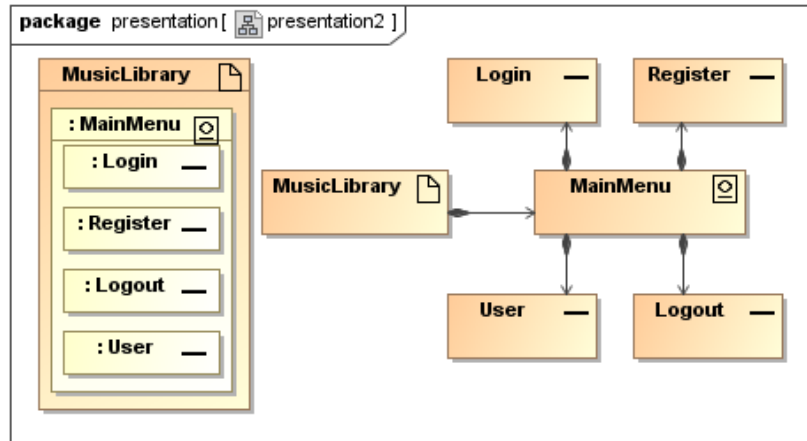 package presentation [ presentation2 ]
MusicLibrary
: MainMenu
: Login
: Register
: Logout
: User
Login
Register
MusicLibrary
MainMenu
User
Logout